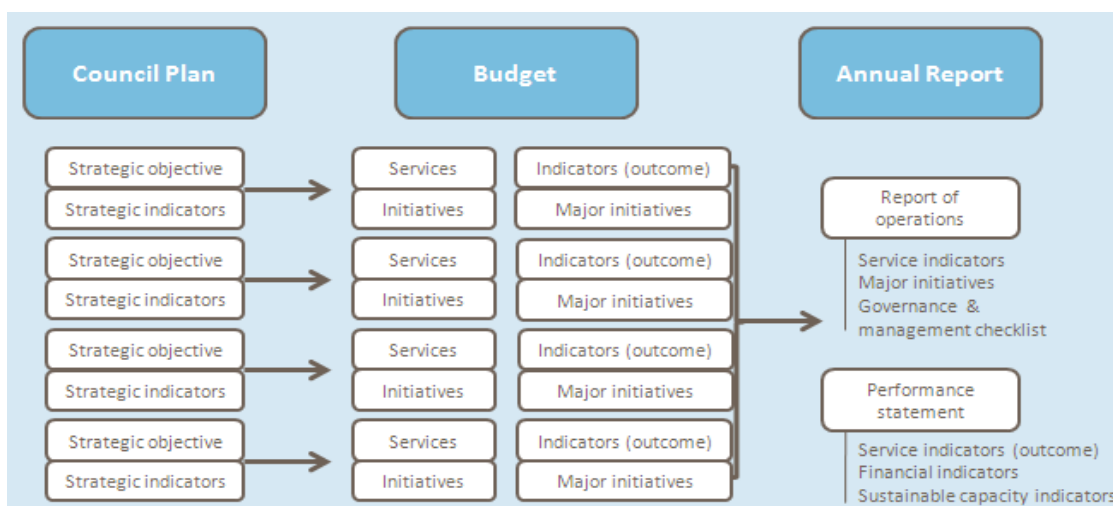 Council Plan
Budget
Annual Report
Strategic objective
Strategic indicators
Services
Initiatives
Indicators (outcome)
Major initiatives
Strategic objective
Strategic indicators
Services
Initiatives
Indicators (outcome)
Major initiatives
Strategic objective
Strategic indicators
Services
Initiatives
Indicators (outcome)
Major initiatives
Strategic objective
Strategic indicators
Services
Initiatives
Indicators (outcome)
Major initiatives
Report of
operations
Service indicators
Major initiatives
Governance &
management checklist
Performance
statement
Service indicators (outcome)
Financial indicators
Sustainable capacity indicators